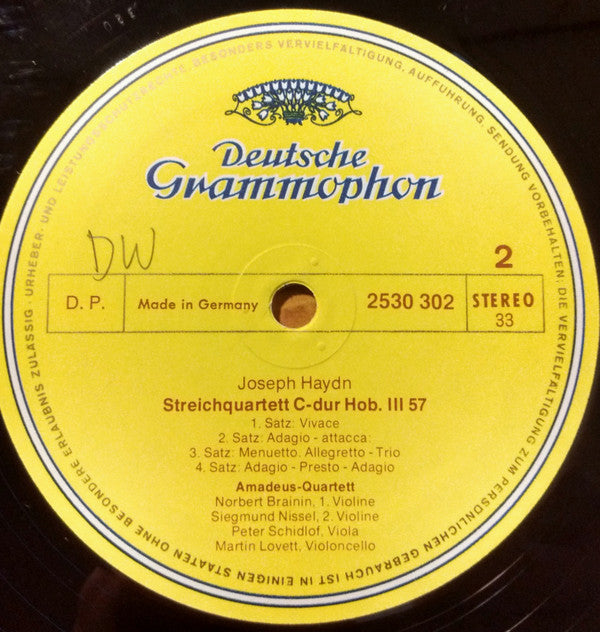 Deutsche
Grammophon
DW
2
D. P.
Made in Germany
2530 302
STEREO
33
Joseph Haydn
Streichquartett C-dur Hob. III 57
1. Satz: Vivace
2. Satz: Adagio - attacca:
3. Satz: Menuetto. Allegretto - Trio
4. Satz: Adagio - Presto - Adagio
Amadeus-Quartett
Norbert Brainin, 1. Violine
Siegmund Nissel, 2. Violine
Peter Schidlof, Viola
Martin Lovett, Violoncello
URHEBER- UND LEISTUNGSSCHUTZRECHTE, BESONDERS VERVIELFÄLTIGUNG, AUFFÜHRUNG, SENDUNG VORBEHALTEN; DIE VERVIELFÄLTIGUNG ZUM PERSÖNLICHEN GEBRAUCH IST IN EINIGEN STAATEN OHNE BESONDERE ERLAUBNIS ZULÄSSIG ·